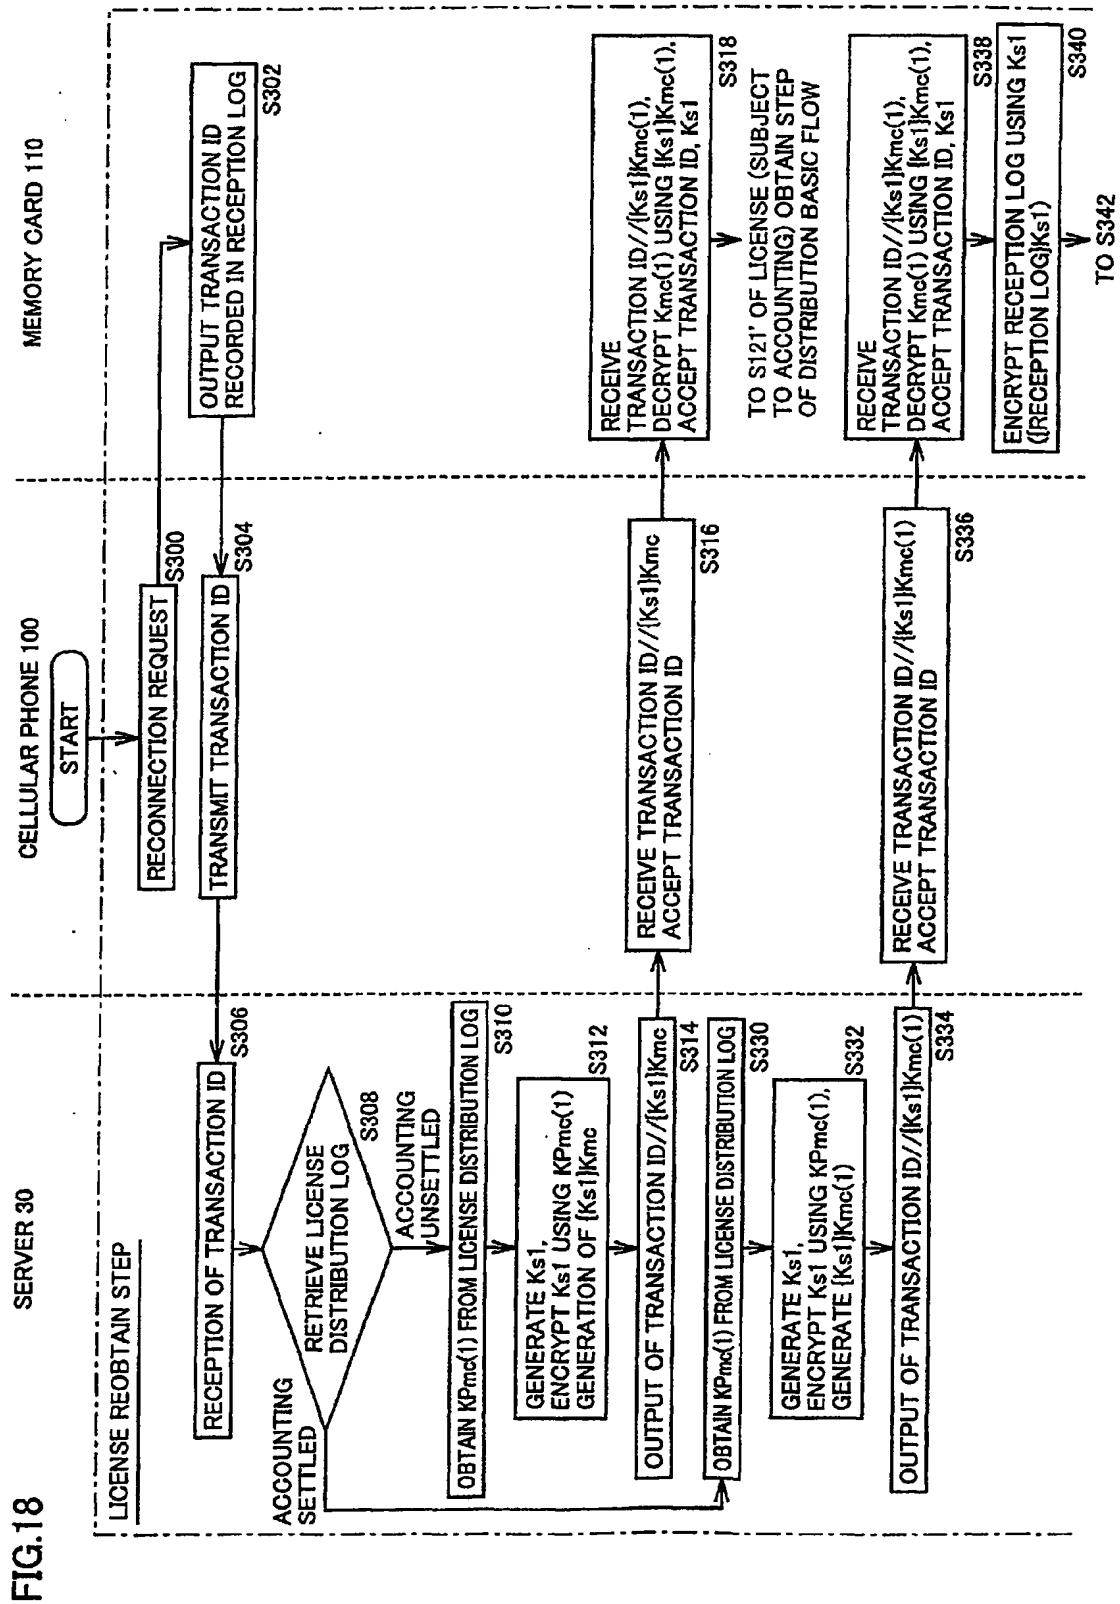 FIG.18
SERVER 30
CELLULAR PHONE 100
MEMORY CARD 110
LICENSE REOBTAIN STEP
START
RECONNECTION REQUEST
S300
OUTPUT TRANSACTION ID
RECORDED IN RECEPTION LOG
S302
TRANSMIT TRANSACTION ID
S304
RECEPTION OF TRANSACTION ID
S306
RETRIEVE LICENSE
DISTRIBUTION LOG
S308
ACCOUNTING
SETTLED
ACCOUNTING
UNSETTLED
OBTAIN KPmc(1) FROM LICENSE DISTRIBUTION LOG
S310
GENERATE Ks1,
ENCRYPT Ks1 USING KPmc(1)
GENERATION OF {Ks1}Kmc
S312
OUTPUT OF TRANSACTION ID//{Ks1}Kmc
S314
RECEIVE TRANSACTION ID//{Ks1}Kmc
ACCEPT TRANSACTION ID
S316
RECEIVE
TRANSACTION ID//{Ks1}Kmc(1),
DECRYPT Kmc(1) USING {Ks1}Kmc(1),
ACCEPT TRANSACTION ID, Ks1
S318
TO S121' OF LICENSE (SUBJECT
TO ACCOUNTING) OBTAIN STEP
OF DISTRIBUTION BASIC FLOW
OBTAIN KPmc(1) FROM LICENSE DISTRIBUTION LOG
S330
GENERATE Ks1,
ENCRYPT Ks1 USING KPmc(1),
GENERATE {Ks1}Kmc(1)
S332
OUTPUT OF TRANSACTION ID//{Ks1}Kmc(1)
S334
RECEIVE TRANSACTION ID//{Ks1}Kmc(1)
ACCEPT TRANSACTION ID
S336
RECEIVE
TRANSACTION ID//{Ks1}Kmc(1),
DECRYPT Kmc(1) USING {Ks1}Kmc(1),
ACCEPT TRANSACTION ID, Ks1
S338
ENCRYPT RECEPTION LOG USING Ks1
({RECEPTION LOG}Ks1)
S340
TO S342